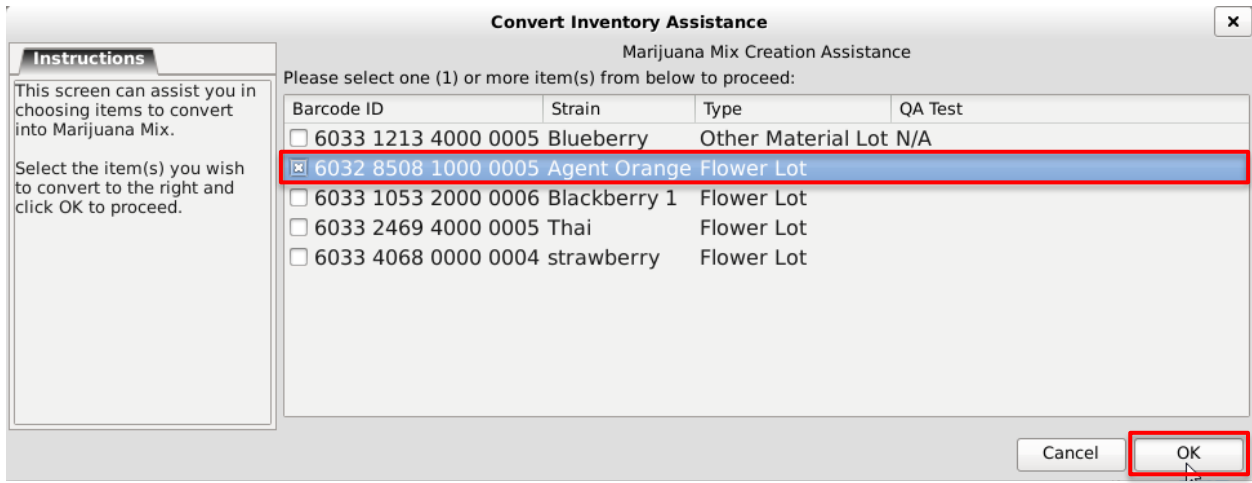 Convert Inventory Assistance
Instructions
This screen can assist you in
choosing items to convert
into Marijuana Mix.
Select the item(s) you wish
to convert to the right and
click OK to proceed.
Marijuana Mix Creation Assistance
Please select one (1) or more item(s) from below to proceed:
Barcode ID Strain Type QA Test
6033 1213 4000 0005 Blueberry Other Material Lot N/A
6032 8508 1000 0005 Agent Orange Flower Lot
6033 1053 2000 0006 Blackberry 1 Flower Lot
6033 2469 4000 0005 Thai Flower Lot
6033 4068 0000 0004 strawberry Flower Lot
Cancel OK